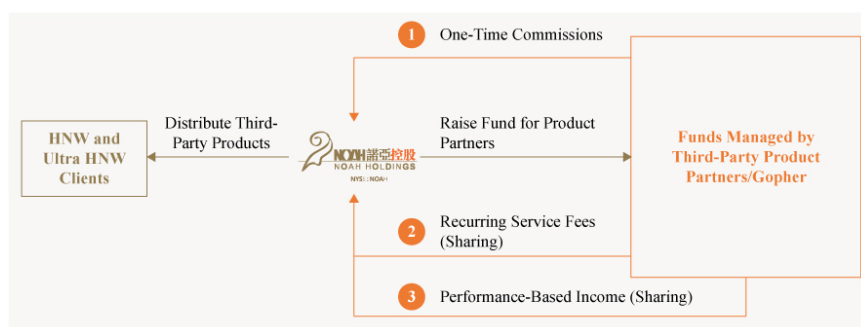 1
One-Time Commissions
HNW and
Ultra HNW
Clients
Distribute Third-
Party Products
NOAH 諾亞控股
NOAH HOLDINGS
NYSE: NOAH
Raise Fund for Product
Partners
Funds Managed by
Third-Party Product
Partners/Gopher
2
Recurring Service Fees
(Sharing)
3
Performance-Based Income (Sharing)